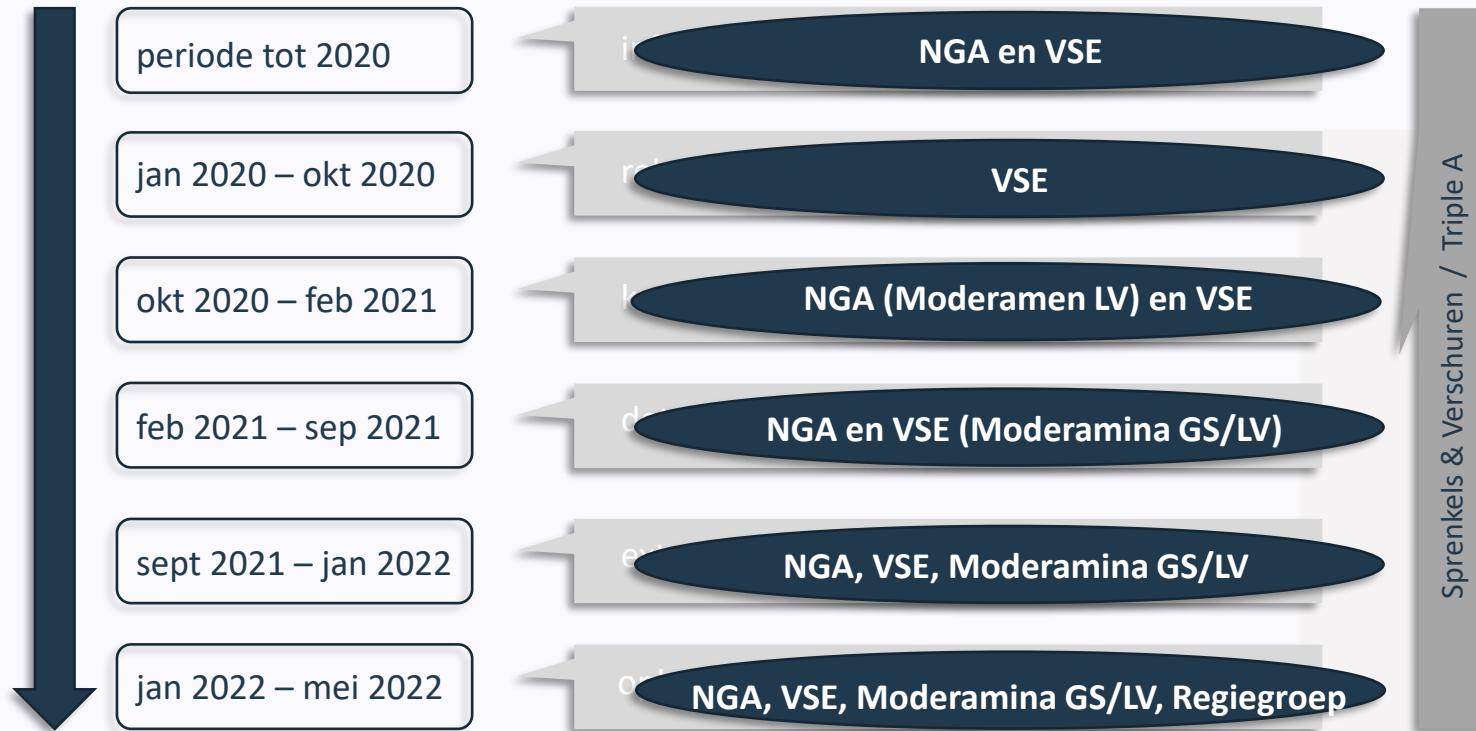 periode tot 2020
NGA en VSE
jan 2020 – okt 2020
VSE
okt 2020 – feb 2021
NGA (Moderamen LV) en VSE
feb 2021 – sep 2021
NGA en VSE (Moderamina GS/LV)
sept 2021 – jan 2022
NGA, VSE, Moderamina GS/LV
jan 2022 – mei 2022
NGA, VSE, Moderamina GS/LV, Regiegroep
Sprenkels & Verschuren / Triple A